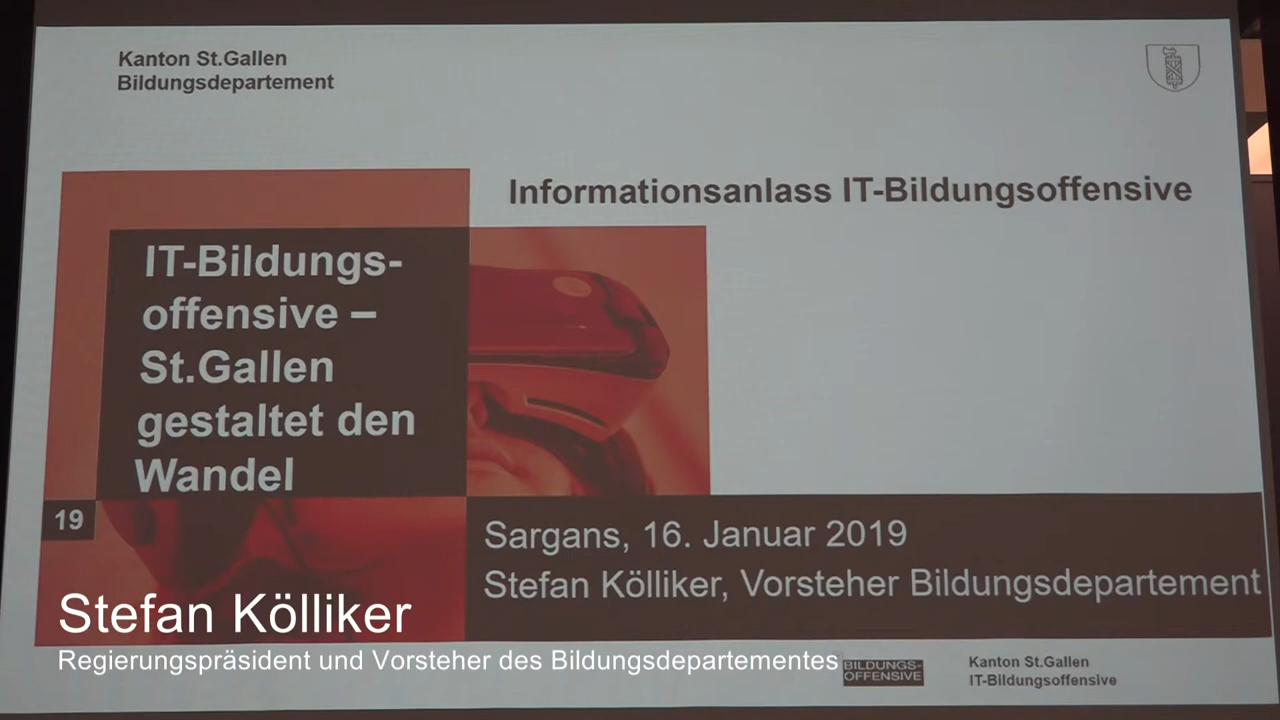 Kanton St.Gallen
Bildungsdepartement
Informationsanlass IT-Bildungsoffensive
IT-Bildungs-
offensive –
St.Gallen
gestaltet den
Wandel
19
Sargans, 16. Januar 2019
Stefan Kölliker, Vorsteher Bildungsdepartement
Stefan Kölliker
Regierungspräsident und Vorsteher des Bildungsdepartementes
BILDUNGS-
OFFENSIVE
Kanton St.Gallen
IT-Bildungsoffensive